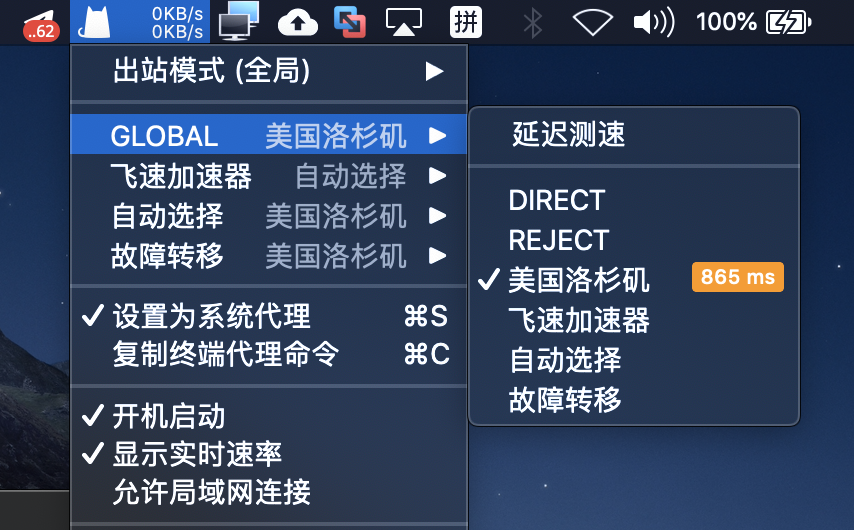 ..62
0KB/s
0KB/s
拼
100%
出站模式 (全局)
GLOBAL 美国洛杉矶
飞速加速器 自动选择
自动选择 美国洛杉矶
故障转移 美国洛杉矶
设置为系统代理 ⌘S
复制终端代理命令 ⌘C
开机启动
显示实时速率
允许局域网连接
延迟测速
DIRECT
REJECT
美国洛杉矶 865 ms
飞速加速器
自动选择
故障转移